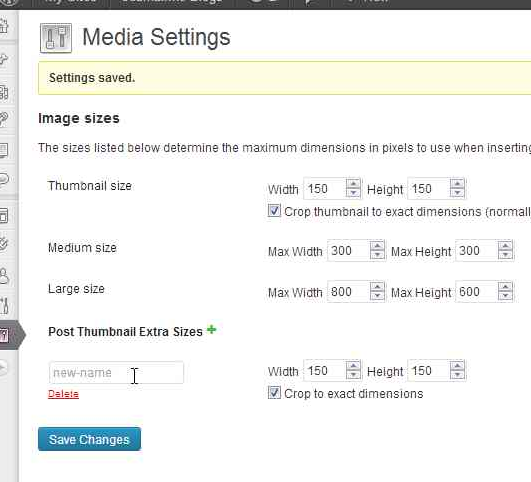 Media Settings
Settings saved.
Image sizes
The sizes listed below determine the maximum dimensions in pixels to use when inserting
Thumbnail size
Width 150 Height 150
Crop thumbnail to exact dimensions (normall
Medium size
Max Width 300 Max Height 300
Large size
Max Width 800 Max Height 600
Post Thumbnail Extra Sizes
new-name
Width 150 Height 150
Delete
Crop to exact dimensions
Save Changes